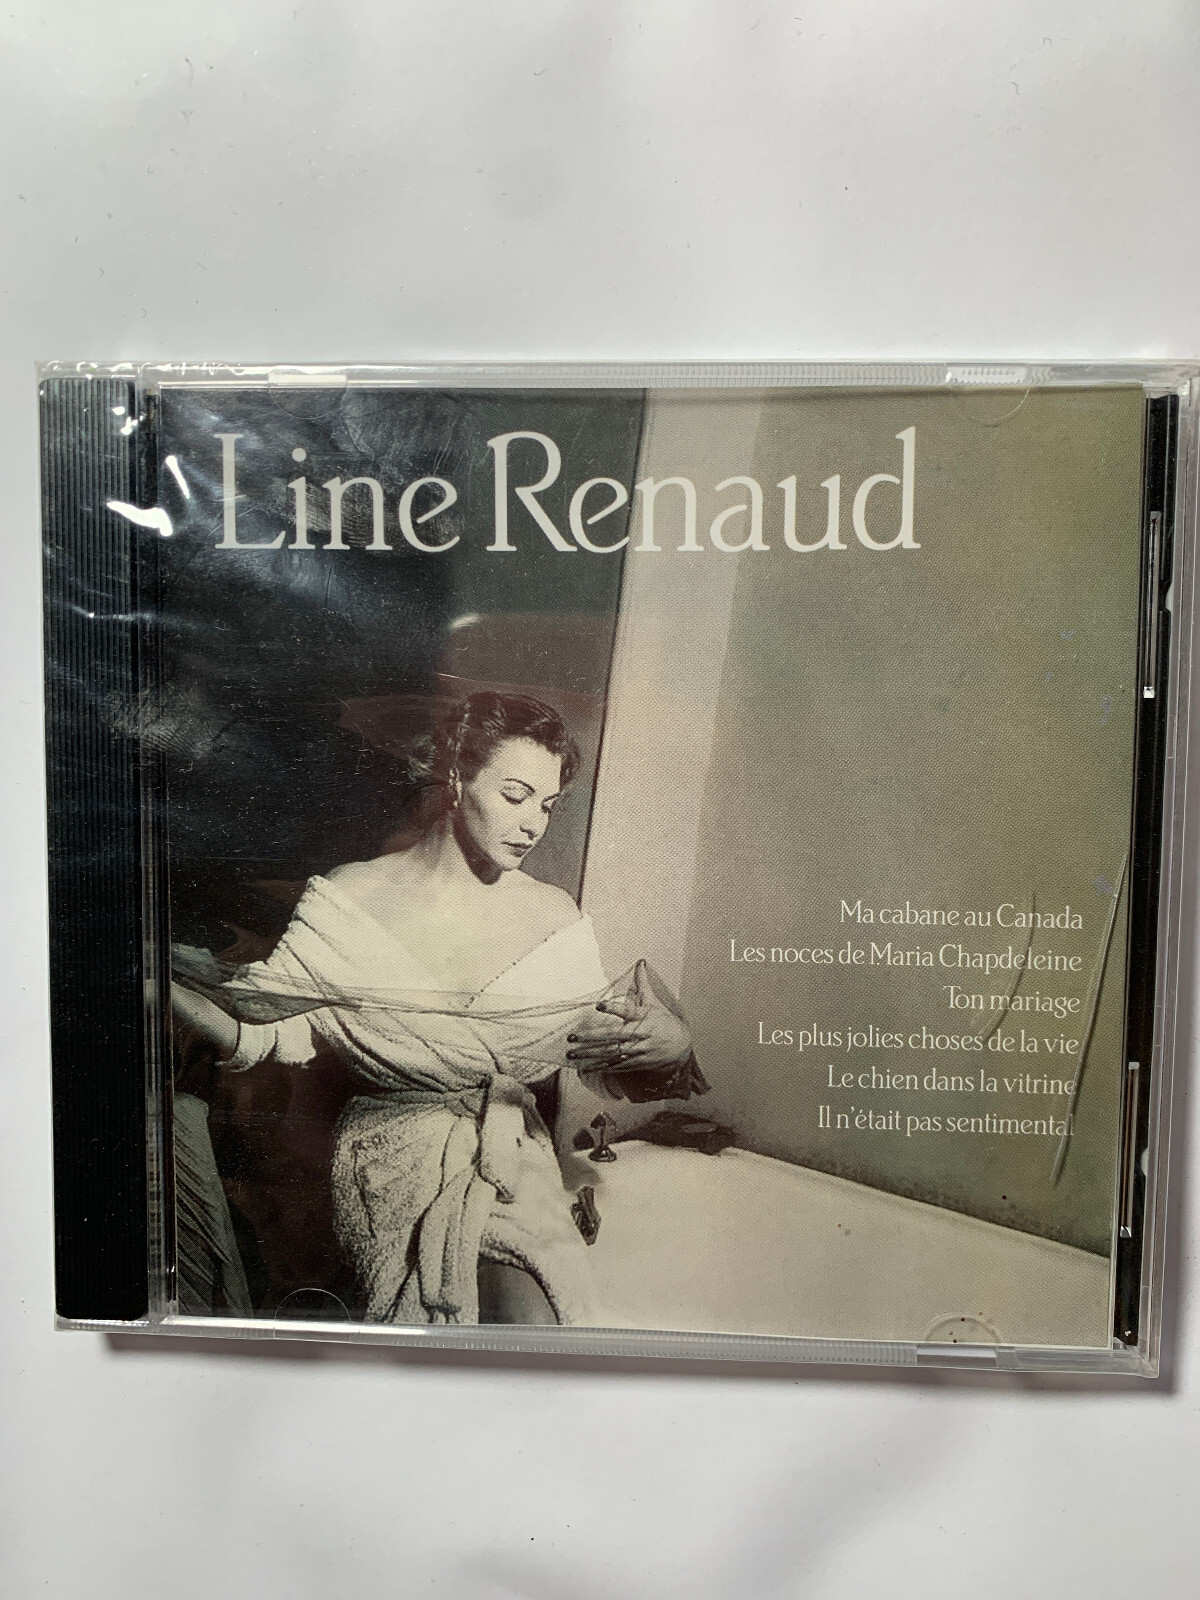 Line Renaud
Ma cabane au Canada
Les noces de Maria Chapdeleine
Ton mariage
Les plus jolies choses de la vie
Le chien dans la vitrine
Il n'était pas sentimental